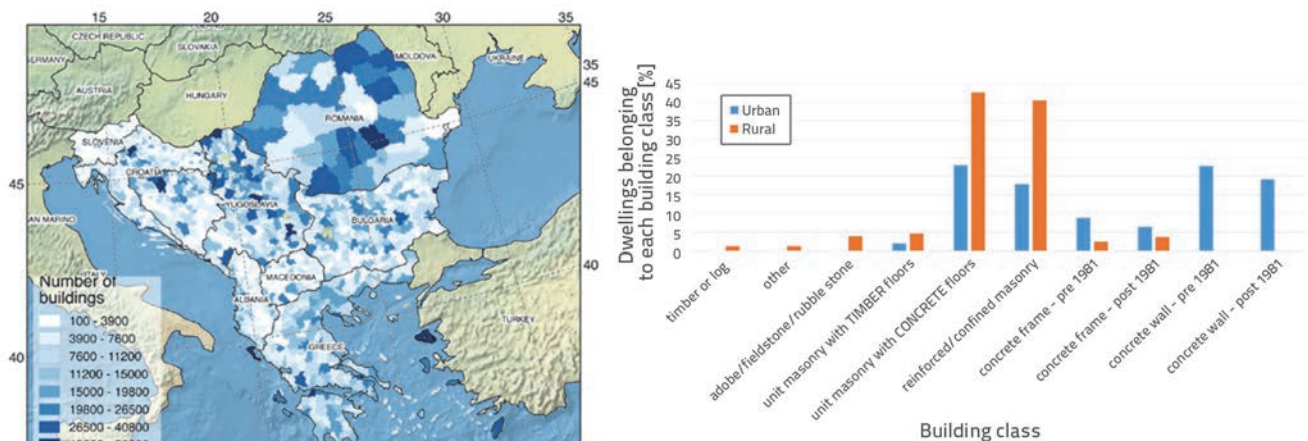 15
20
25
30
35
CZECH REPUBLIC
SLOVAKIA
UKRAINE
GERMANY
MOLDOVA
35
45
AUSTRIA
HUNGARY
ROMANIA
SLOVENIA
CROATIA
45
YUGOSLAVIA
BULGARIA
SAN MARINO
40
MACEDONIA
ITALY
ALBANIA
TURKEY
GREECE
40
Number of
buildings
100 - 3900
3900 - 7600
7600 - 11200
11200 - 15000
15000 - 19800
19800 - 26500
26500 - 40800
Dwellings belonging
to each building class [%]
45
40
35
30
25
20
15
10
5
0
Urban
Rural
timber or log
other
adobe/fieldstone/rubble stone
unit masonry with TIMBER floors
unit masonry with CONCRETE floors
reinforced/confined masonry
concrete frame - pre 1981
concrete frame - post 1981
concrete wall - pre 1981
concrete wall - post 1981
Building class